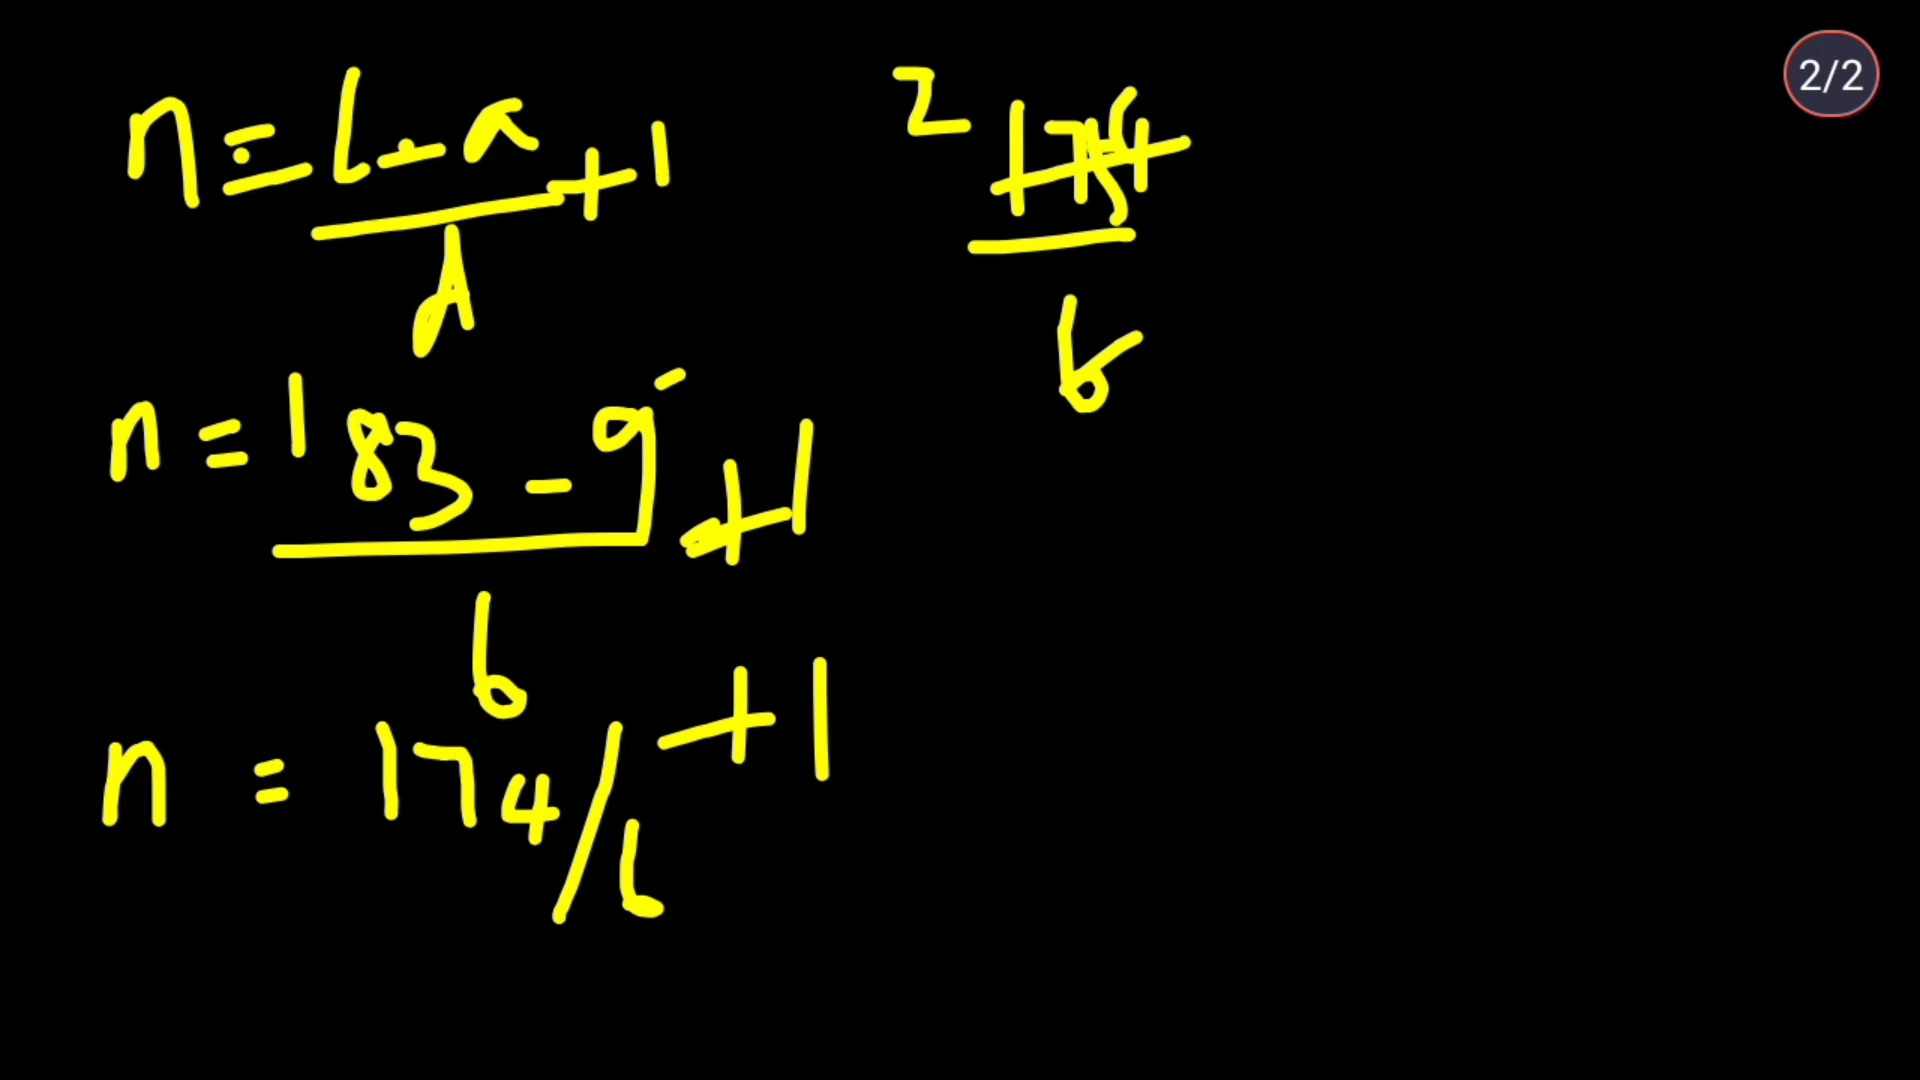 n = l - a / d + 1
n = 183 - 9 / 6 + 1
n = 174/6 + 1
2 174
6
2/2